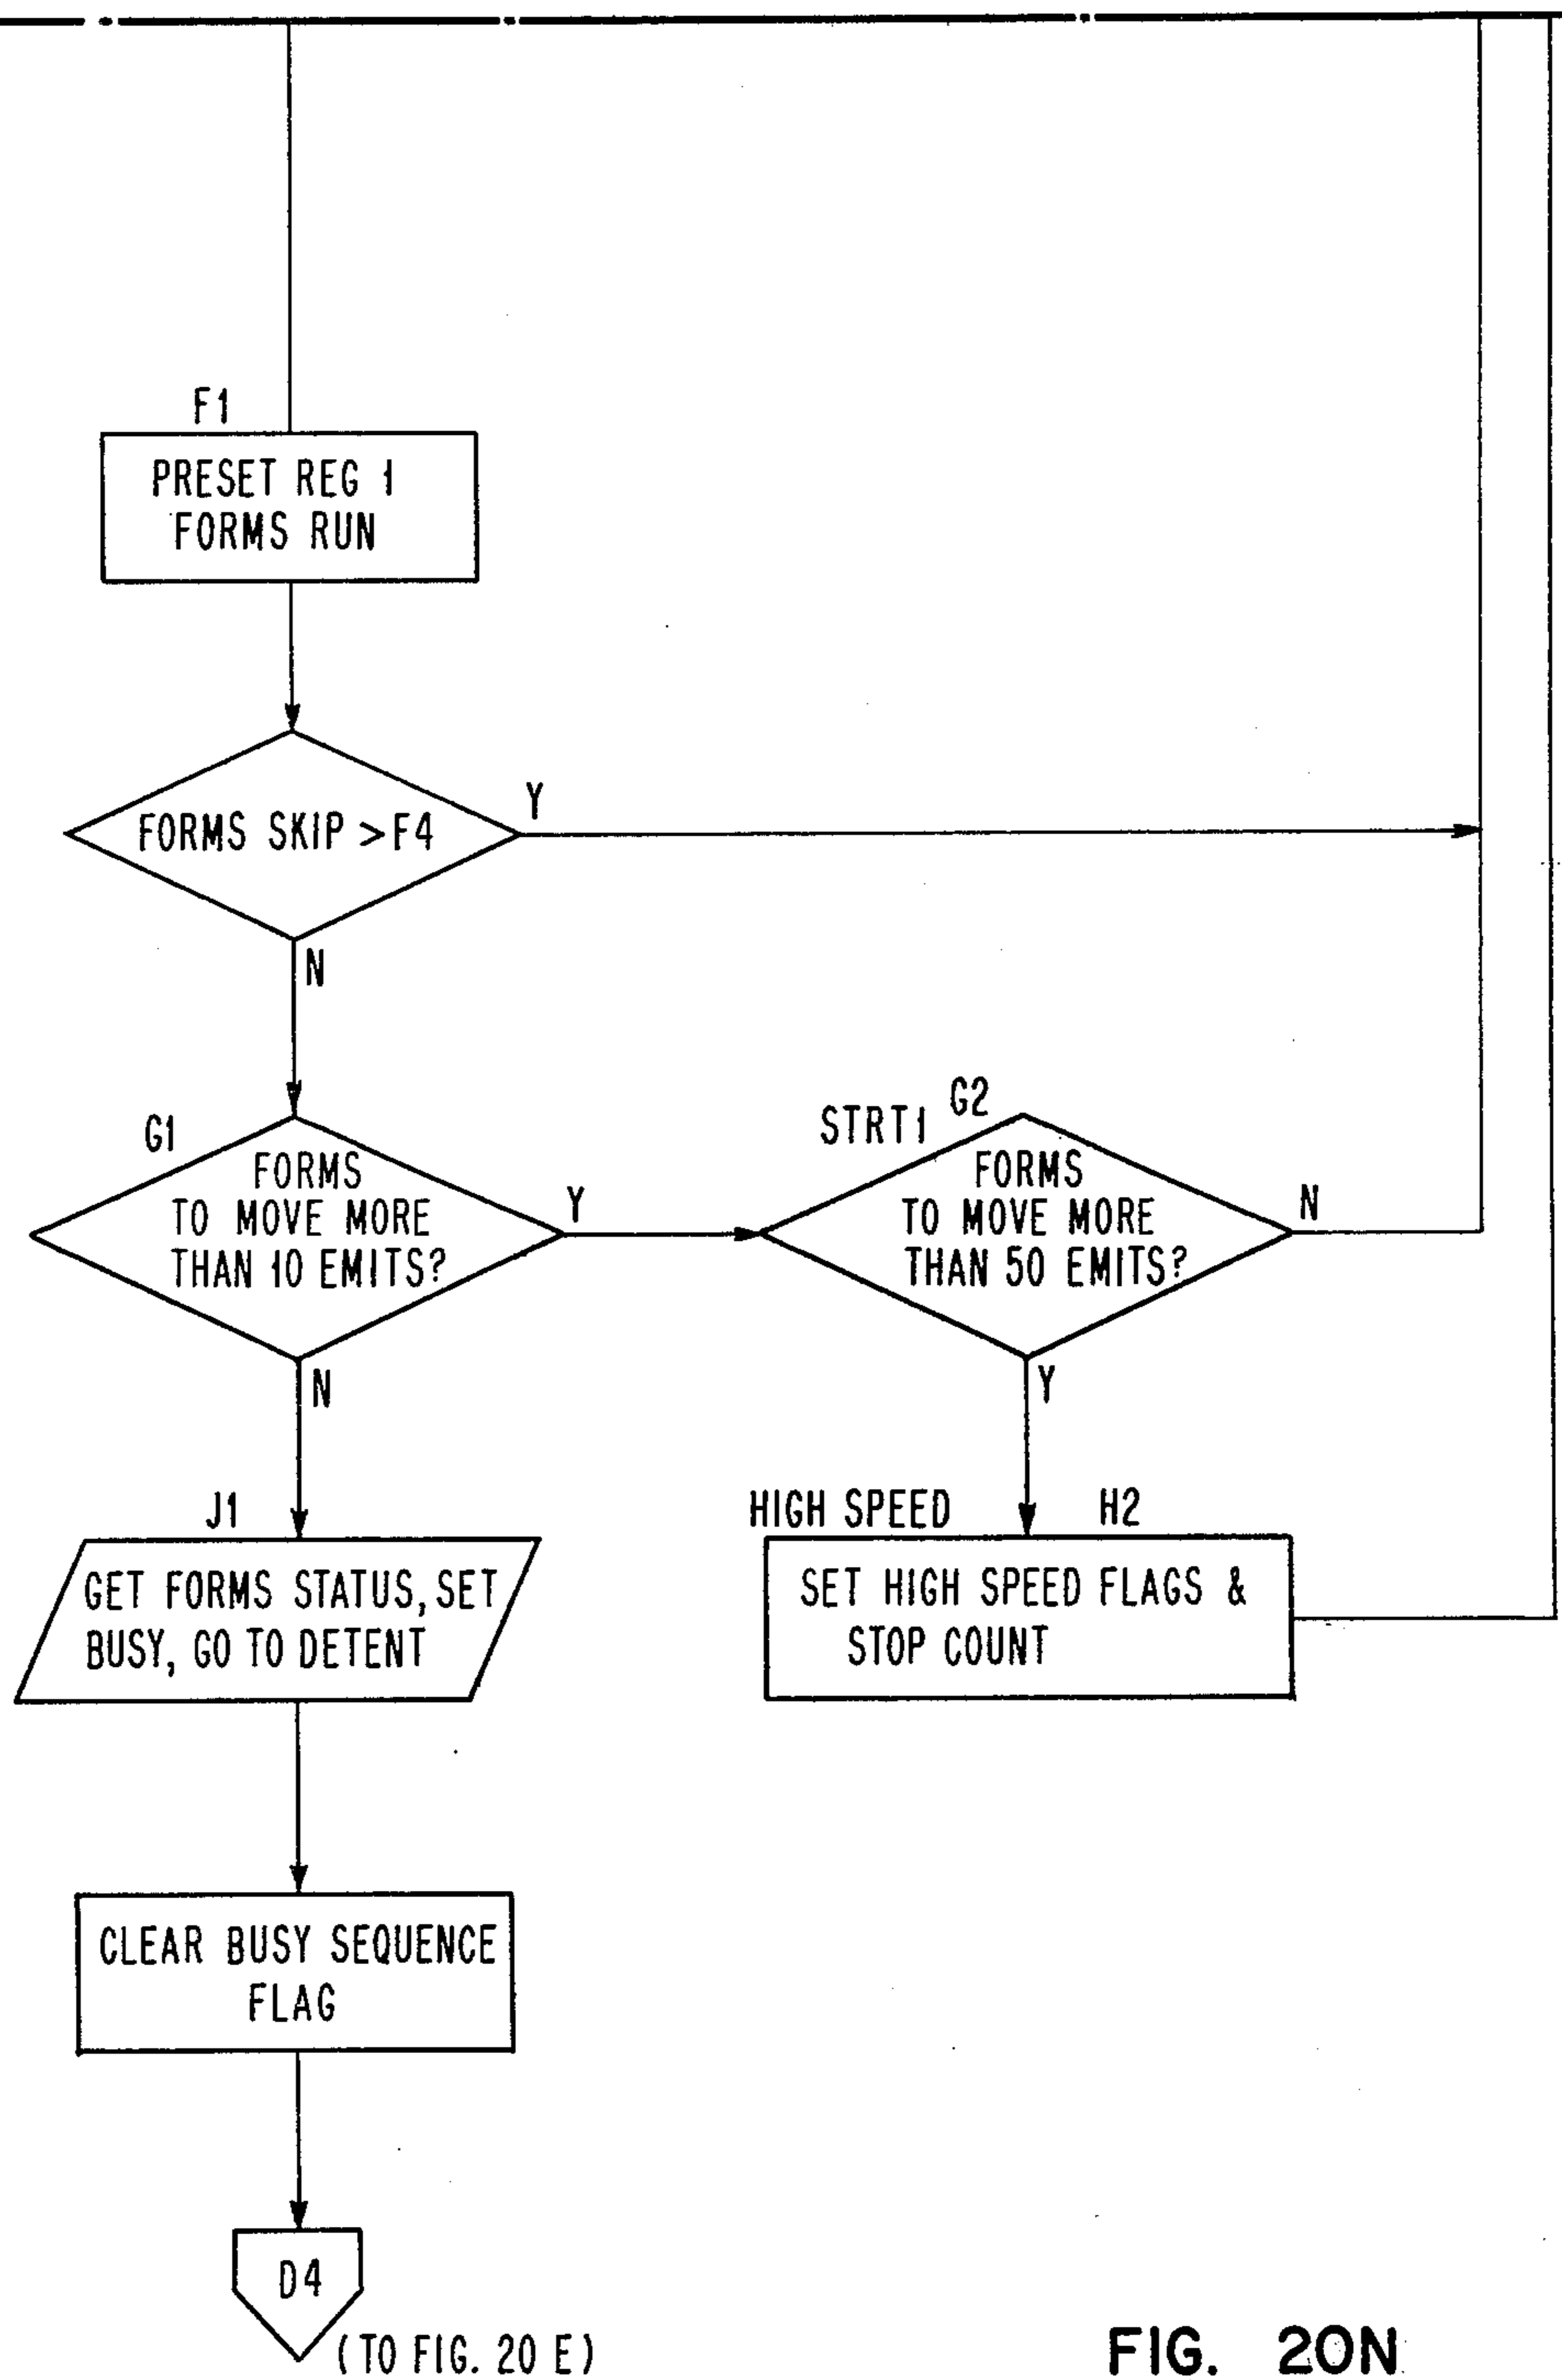 F1
PRESET REG 1
FORMS RUN
FORMS SKIP >F4
Y
N
G1
FORMS
TO MOVE MORE
THAN 10 EMITS?
Y
N
STRT1
G2
FORMS
TO MOVE MORE
THAN 50 EMITS?
N
Y
J1
GET FORMS STATUS, SET
BUSY, GO TO DETENT
HIGH SPEED
H2
SET HIGH SPEED FLAGS &
STOP COUNT
CLEAR BUSY SEQUENCE
FLAG
D4
(TO FIG. 20 E)
FIG. 20N